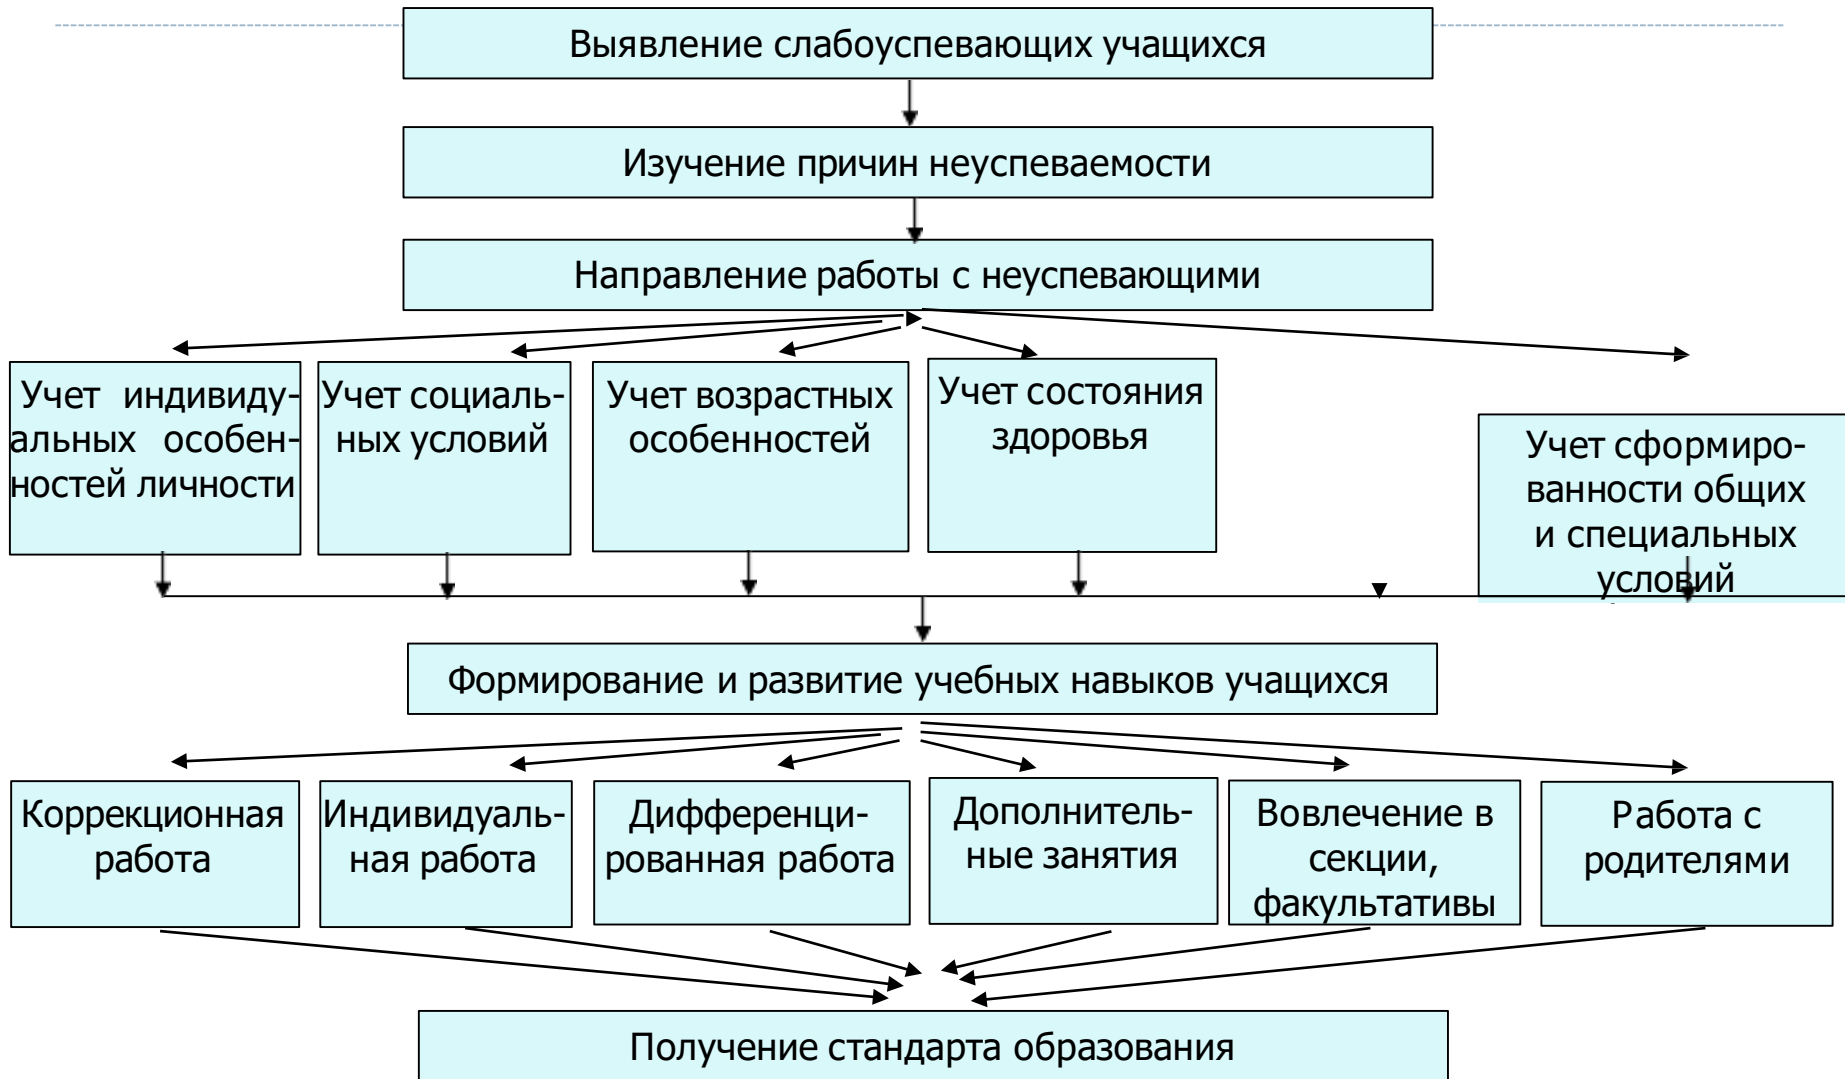 Выявление слабоуспевающих учащихся
Изучение причин неуспеваемости
Направление работы с неуспевающими
Учет индивиду-
альных особен-
ностей личности
Учет социаль-
ных условий
Учет возрастных
особенностей
Учет состояния
здоровья
Учет сформиро-
ванности общих
и специальных
условий
Формирование и развитие учебных навыков учащихся
Коррекционная
работа
Индивидуаль-
ная работа
Дифференци-
рованная работа
Дополнитель-
ные занятия
Вовлечение в
секции,
факультативы
Работа с
родителями
Получение стандарта образования